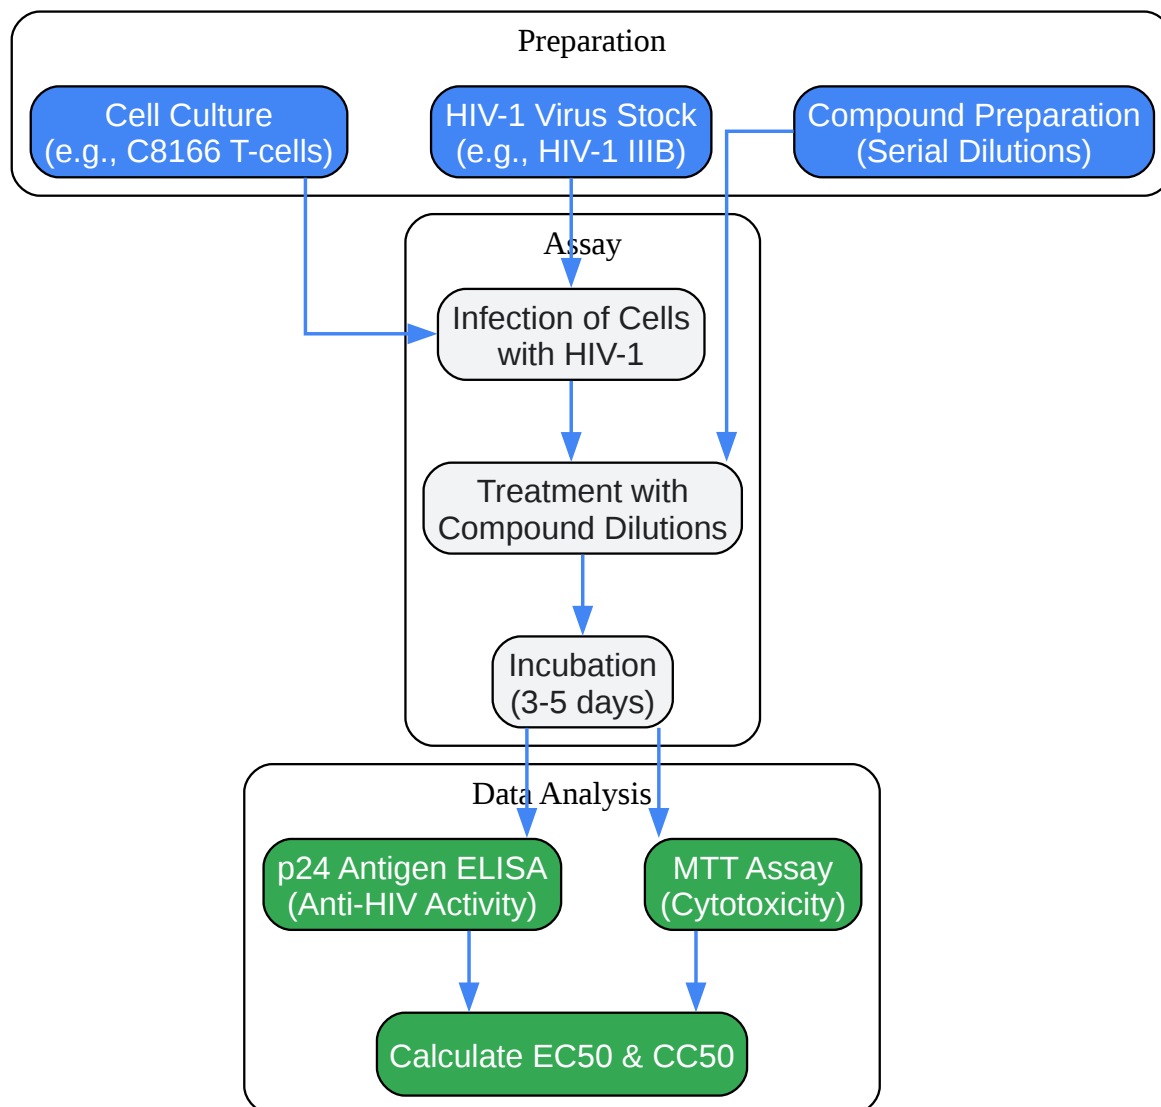 Preparation
Cell Culture
(e.g., C8166 T-cells)
HIV-1 Virus Stock
(e.g., HIV-1 IIIB)
Compound Preparation
(Serial Dilutions)
Assay
Infection of Cells
with HIV-1
Treatment with
Compound Dilutions
Incubation
(3-5 days)
Data Analysis
p24 Antigen ELISA
(Anti-HIV Activity)
MTT Assay
(Cytotoxicity)
Calculate EC50 & CC50